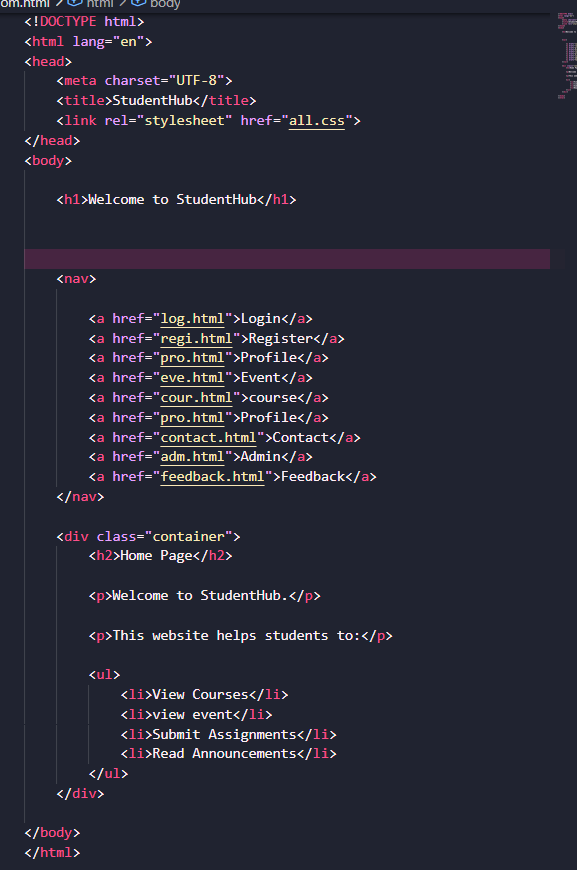 om.html > html > body
<!DOCTYPE html>
<html lang="en">
<head>
    <meta charset="UTF-8">
    <title>StudentHub</title>
    <link rel="stylesheet" href="all.css">
</head>
<body>
    <h1>Welcome to StudentHub</h1>
    <nav>
        <a href="log.html">Login</a>
        <a href="regi.html">Register</a>
        <a href="pro.html">Profile</a>
        <a href="eve.html">Event</a>
        <a href="cour.html">course</a>
        <a href="pro.html">Profile</a>
        <a href="contact.html">Contact</a>
        <a href="adm.html">Admin</a>
        <a href="feedback.html">Feedback</a>
    </nav>
    <div class="container">
        <h2>Home Page</h2>
        <p>Welcome to StudentHub.</p>
        <p>This website helps students to:</p>
        <ul>
            <li>View Courses</li>
            <li>view event</li>
            <li>Submit Assignments</li>
            <li>Read Announcements</li>
        </ul>
    </div>
</body>
</html>